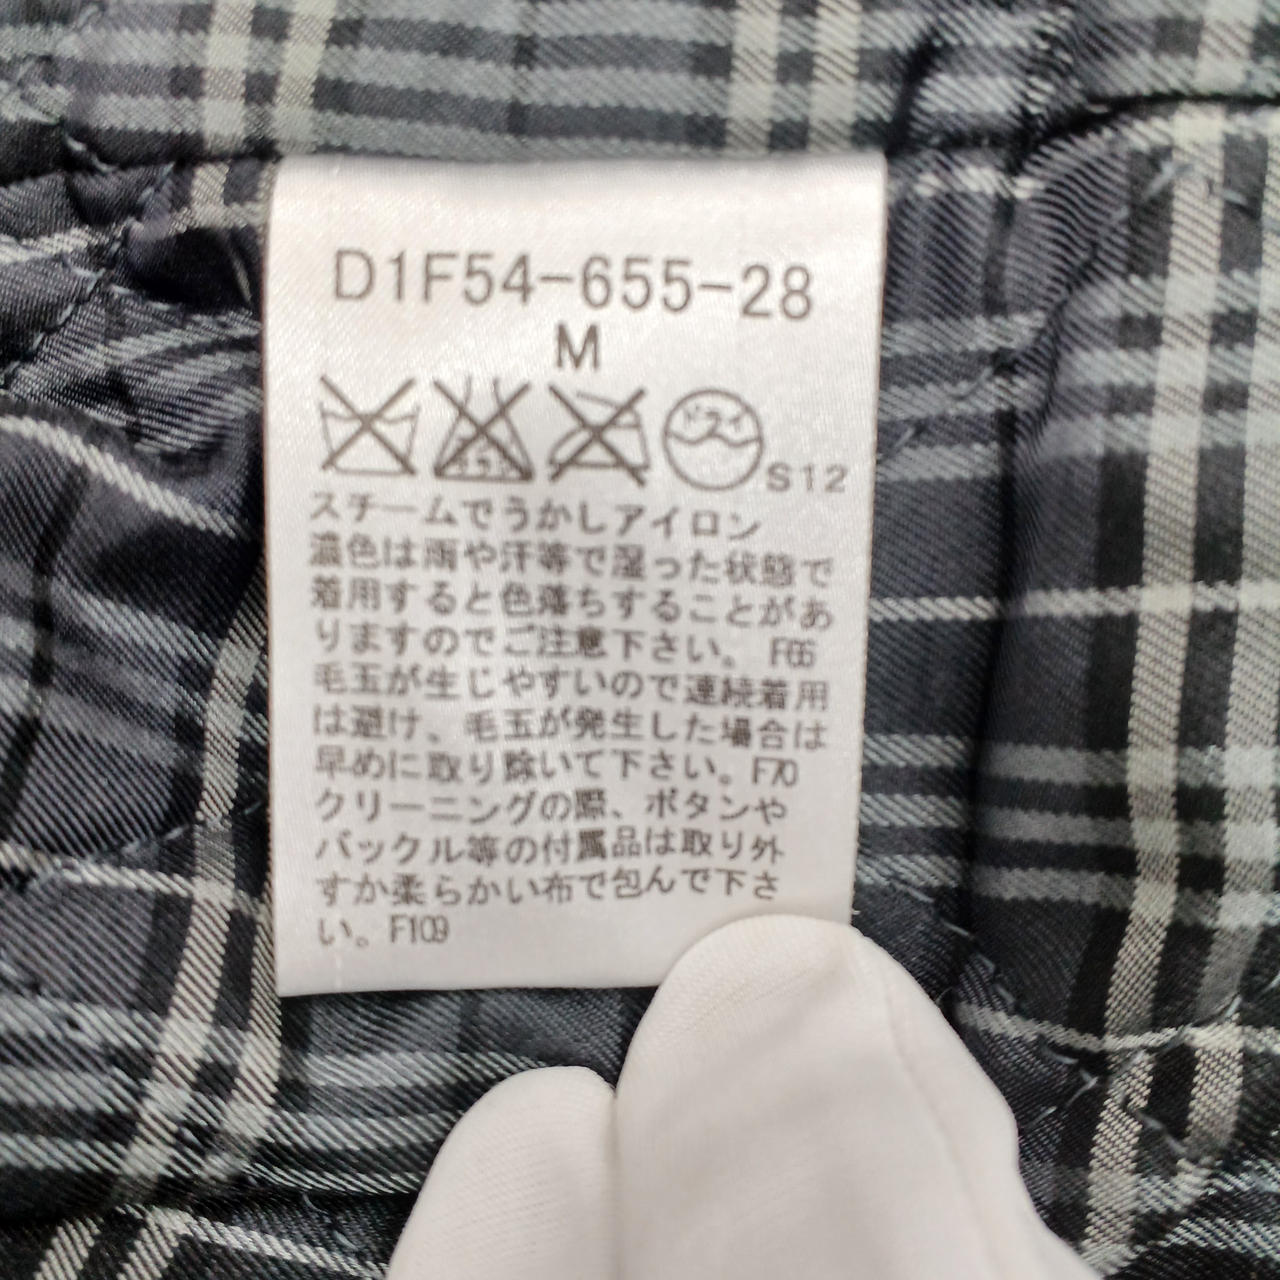 D1F54-655-28
M
エンソサラシ
ドライ
S12
スチームでうかしアイロン
濃色は雨や汗等で湿った状態で
着用すると色落ちすることがあ
りますのでご注意下さい。 F66
毛玉が生じやすいので連続着用
は避け、毛玉が発生した場合は
早めに取り除いて下さい。F70
クリーニングの際、ボタンや
バックル等の付属品は取り外
すか柔らかい布で包んで下さ
い。F109